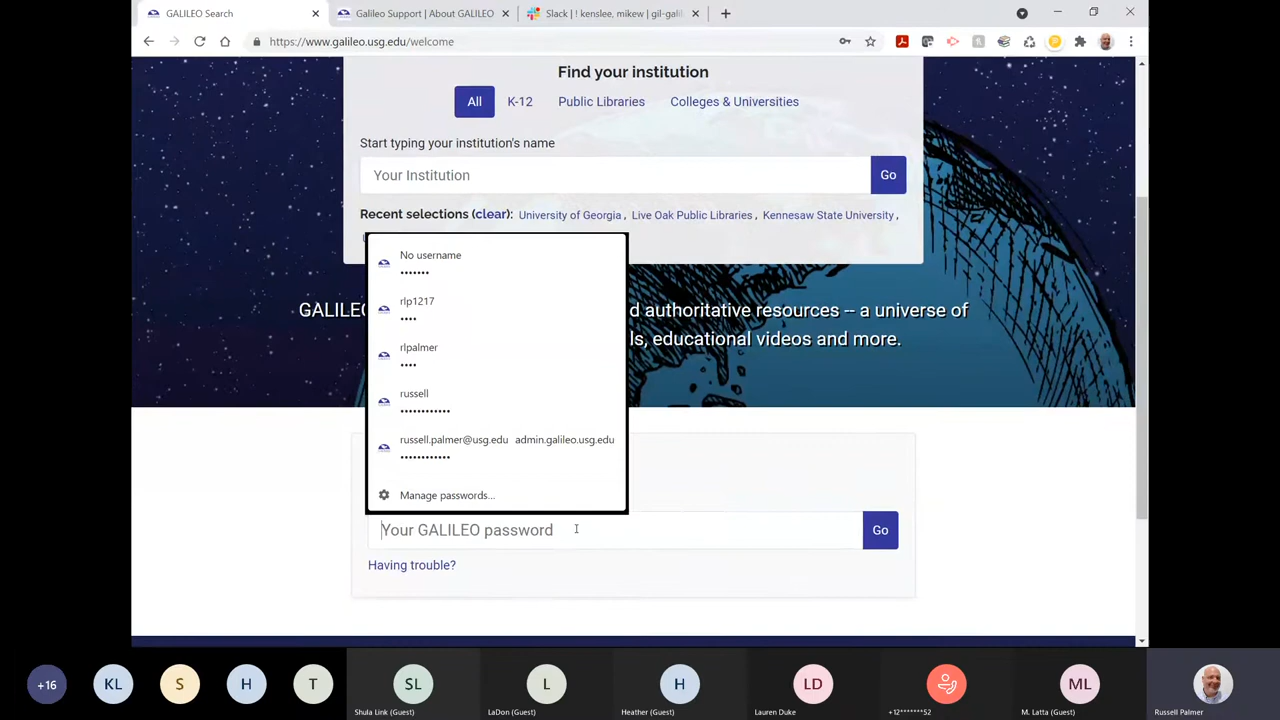 GALILEO Search
Galileo Support | About GALILEO
Slack | ! kenslee, mikew | gil-galil
https://www.galileo.usg.edu/welcome
Find your institution
All K-12 Public Libraries Colleges & Universities
Start typing your institution's name
Your Institution
Go
Recent selections (clear): University of Georgia , Live Oak Public Libraries , Kennesaw State University ,
No username
•••••••
rlp1217
••••
rlpalmer
••••
russell
••••••••••••
russell.palmer@usg.edu admin.galileo.usg.edu
••••••••••••
Manage passwords...
GALILEO
d authoritative resources -- a universe of
ls, educational videos and more.
Your GALILEO password
Go
Having trouble?
+16
KL
S
H
T
SL
Shula Link (Guest)
L
LaDon (Guest)
H
Heather (Guest)
LD
Lauren Duke
+12*******52
ML
M. Latta (Guest)
Russell Palmer